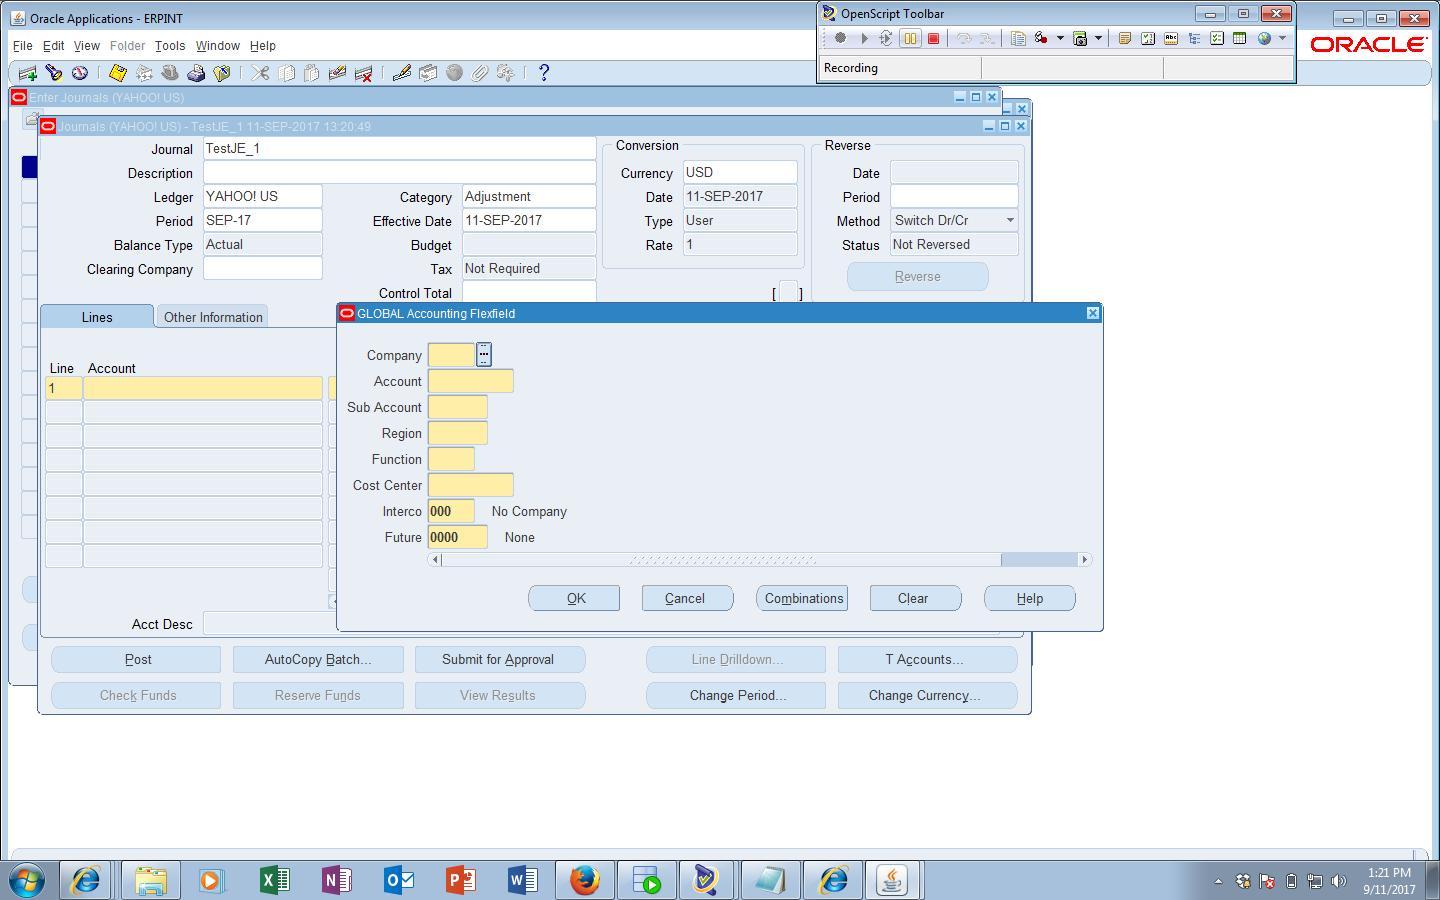 Oracle Applications - ERPINT
OpenScript Toolbar
File Edit View Folder Tools Window Help
ORACLE
Recording
Enter Journals (YAHOO! US)
Journals (YAHOO! US) - TestJE_1 11-SEP-2017 13:20:49
Journal TestJE_1
Description
Ledger YAHOO! US
Period SEP-17
Balance Type Actual
Clearing Company
Category Adjustment
Effective Date 11-SEP-2017
Budget
Tax Not Required
Control Total
Conversion
Currency USD
Date 11-SEP-2017
Type User
Rate 1
[ ]
Reverse
Date
Period
Method Switch Dr/Cr
Status Not Reversed
Reverse
Lines Other Information
Line Account
1
GLOBAL Accounting Flexfield
Company ...
Account
Sub Account
Region
Function
Cost Center
Interco 000 No Company
Future 0000 None
OK Cancel Combinations Clear Help
Acct Desc
Post AutoCopy Batch... Submit for Approval Line Drilldown... T Accounts...
Check Funds Reserve Funds View Results Change Period... Change Currency...
1:21 PM
9/11/2017